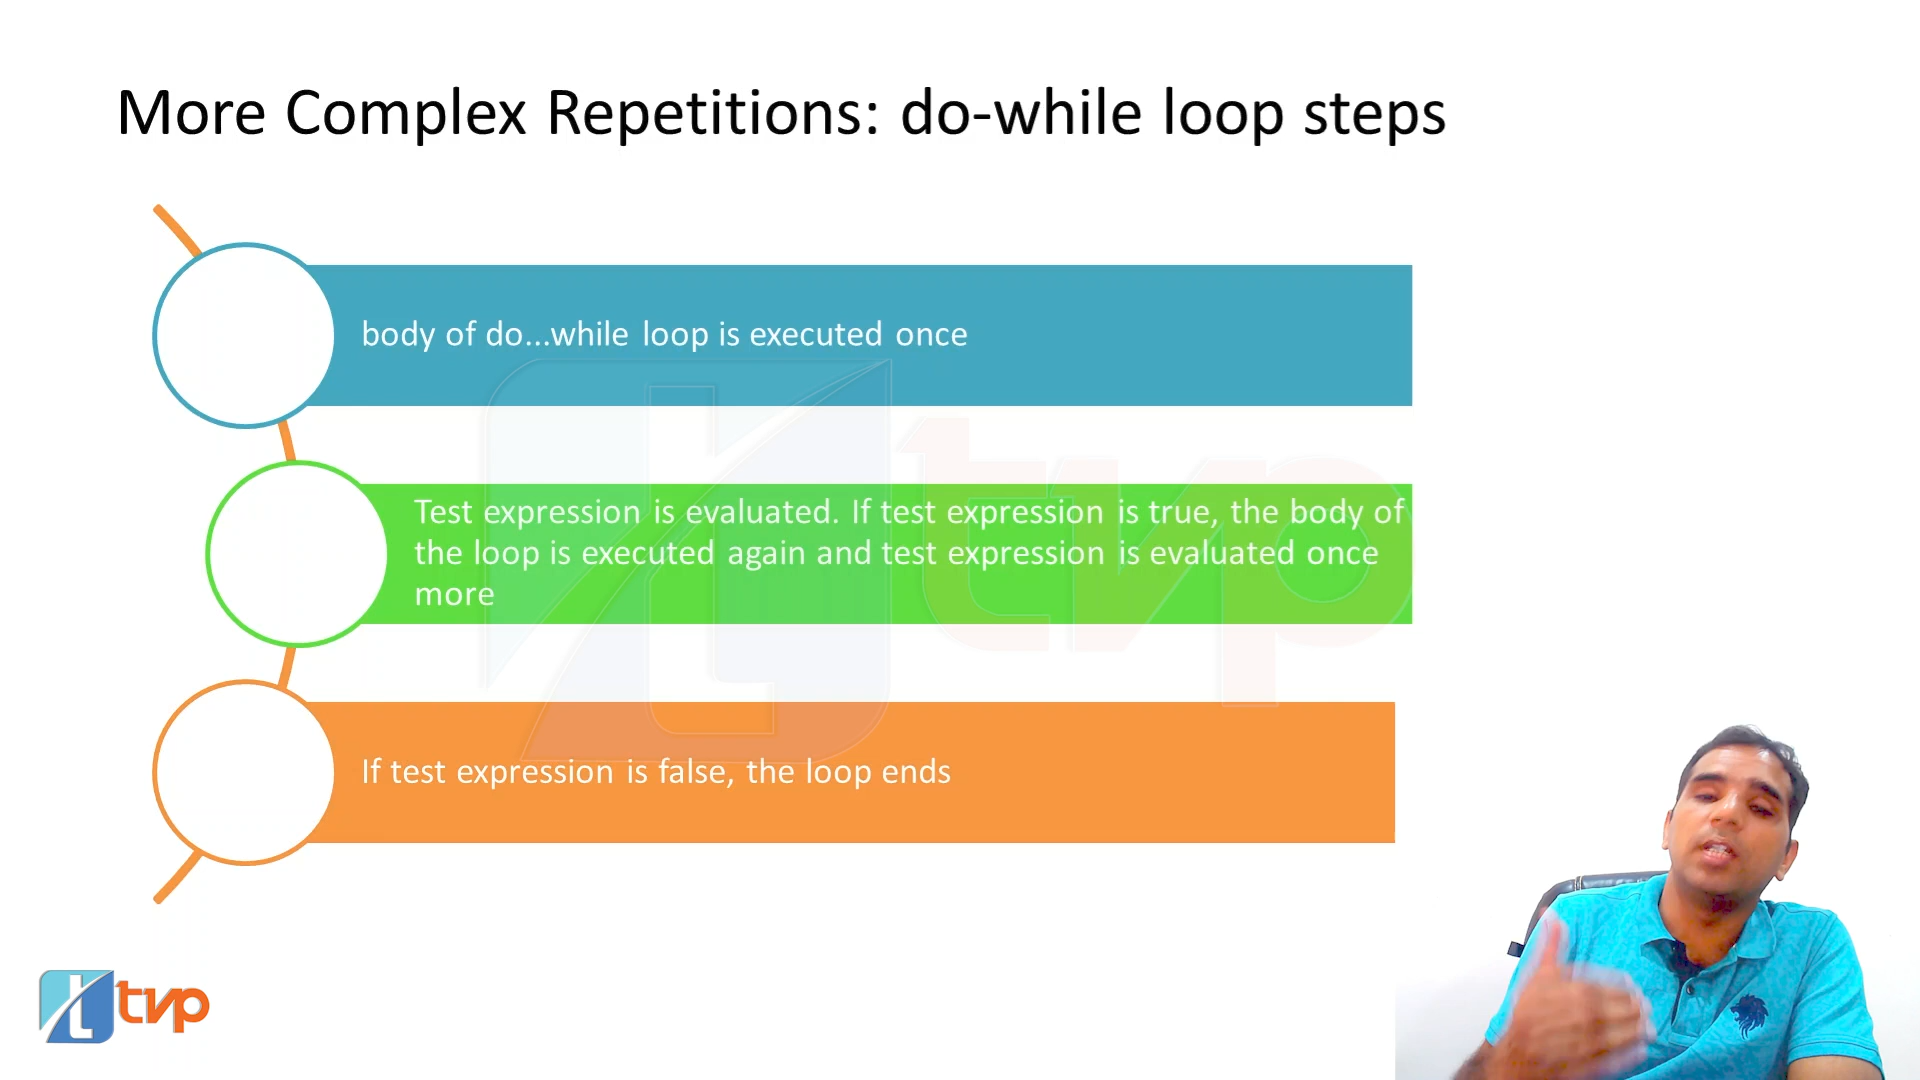 More Complex Repetitions: do-while loop steps
body of do...while loop is executed once
Test expression is evaluated. If test expression is true, the body of
the loop is executed again and test expression is evaluated once
more
If test expression is false, the loop ends
tvp
t tvp